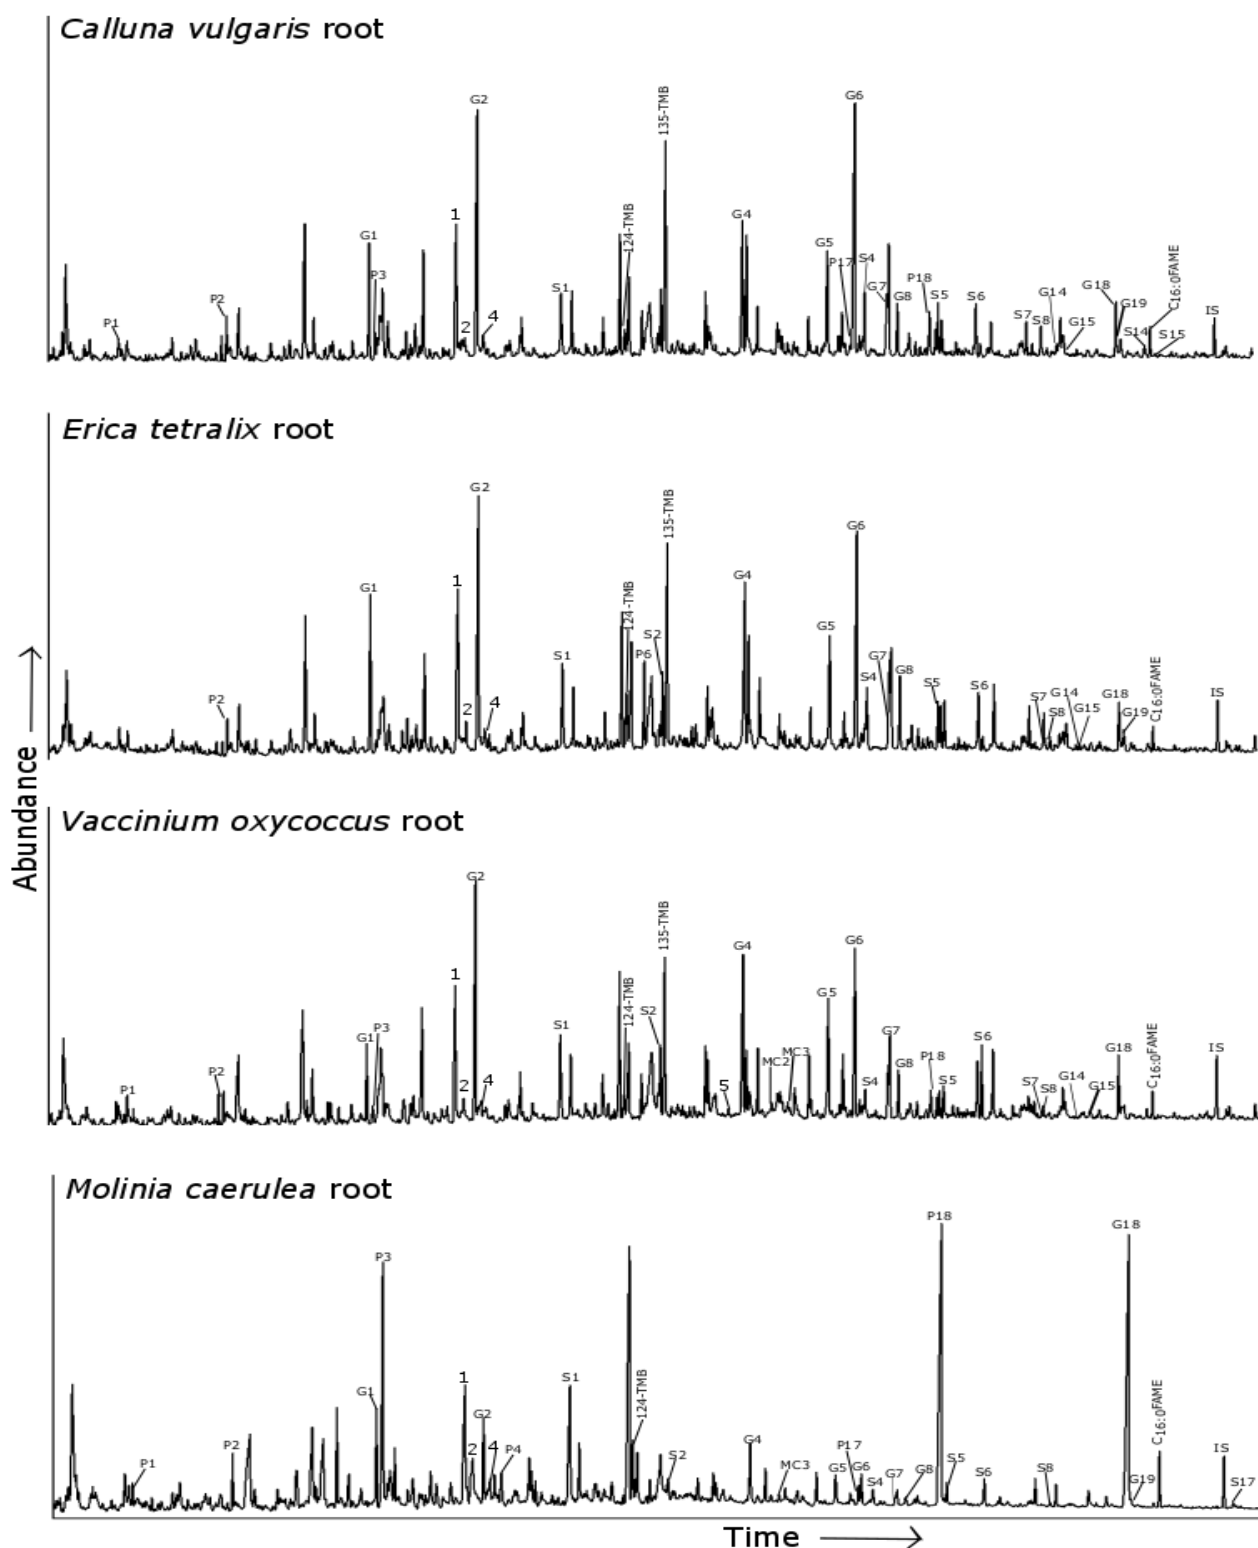 Calluna vulgaris root
P1
P2
G1
P3
1
2
G2
4
S1
124-TMB
135-TMB
G4
G5
P17
G6
S4
G7
G8
P18
S5
S6
S7
S8
G14
G15
G18
G19
S14
C16:0FAME
S15
IS
Erica tetralix root
P2
G1
1
2
G2
4
S1
124-TMB
P6
S2
135-TMB
G4
G5
G6
S4
G7
G8
S5
S6
S7
S8
G14
G15
G18
G19
C16:0FAME
IS
Abundance
Vaccinium oxycoccus root
P1
P2
G1
P3
1
2
G2
4
S1
124-TMB
S2
135-TMB
5
G4
MC2
MC3
G5
G6
S4
G7
G8
P18
S5
S6
S7
S8
G14
G15
G18
C16:0FAME
IS
Molinia caerulea root
P1
P2
G1
P3
1
2
G2
4
P4
S1
124-TMB
S2
G4
MC3
G5
P17
G6
S4
G7
G8
P18
S5
S6
S8
G18
G19
C16:0FAME
IS
S17
Time